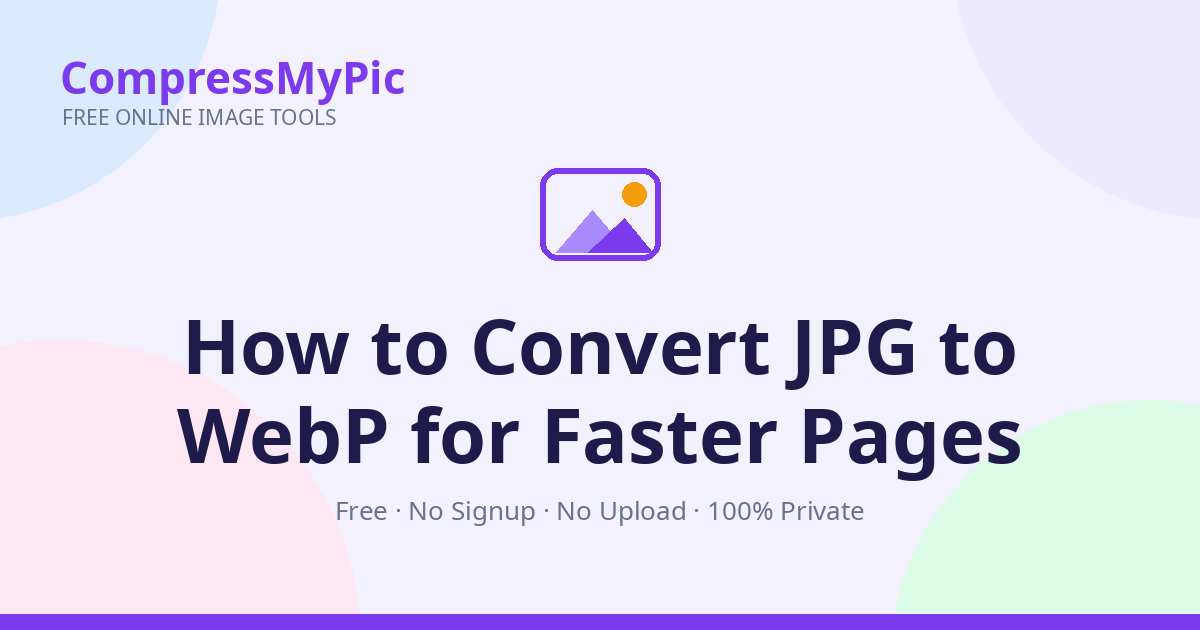 CompressMyPic
FREE ONLINE IMAGE TOOLS
How to Convert JPG to
WebP for Faster Pages
Free · No Signup · No Upload · 100% Private